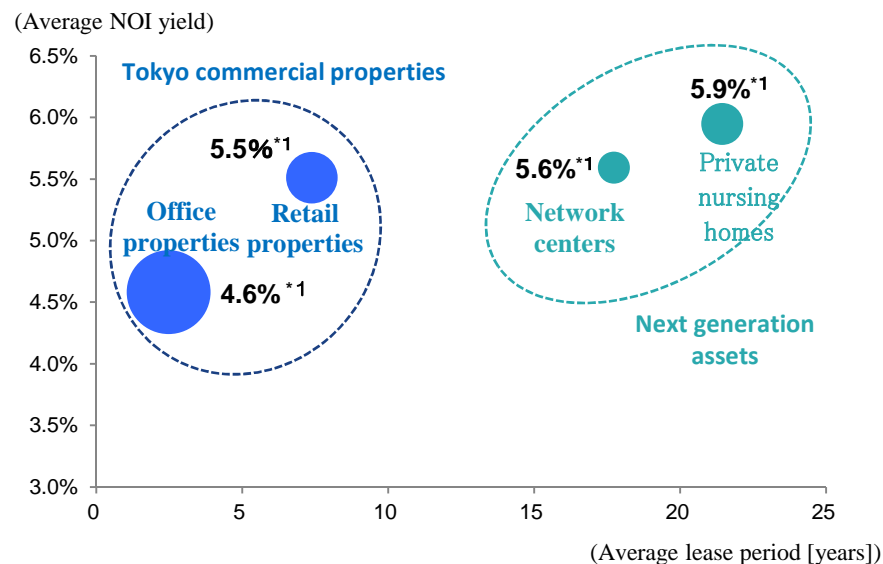 (Average NOI yield)
6.5%
6.0%
5.5%
5.0%
4.5%
4.0%
3.5%
3.0%
Tokyo commercial properties
5.5%*1
Office
properties
Retail
properties
4.6% *1
5.9%*1
5.6%*1
Private
nursing
homes
Network
centers
Next generation
assets
0
5
10
15
20
25
(Average lease period [years])